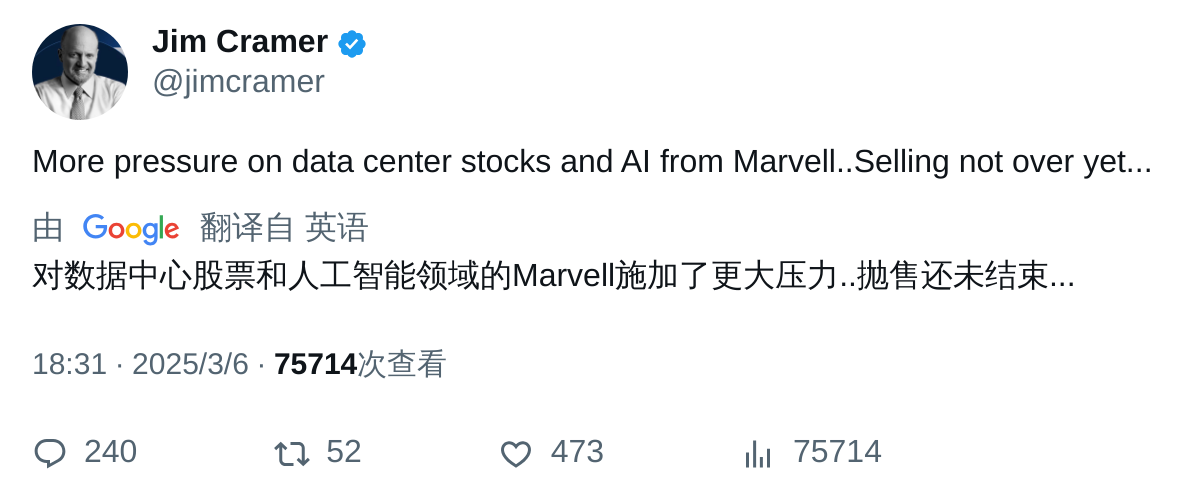 Jim Cramer
@jimcramer
More pressure on data center stocks and AI from Marvell..Selling not over yet...
由 Google 翻译自 英语
对数据中心股票和人工智能领域的Marvell施加了更大压力..抛售还未结束...
18:31 · 2025/3/6 · 75714次查看
240 52 473 75714